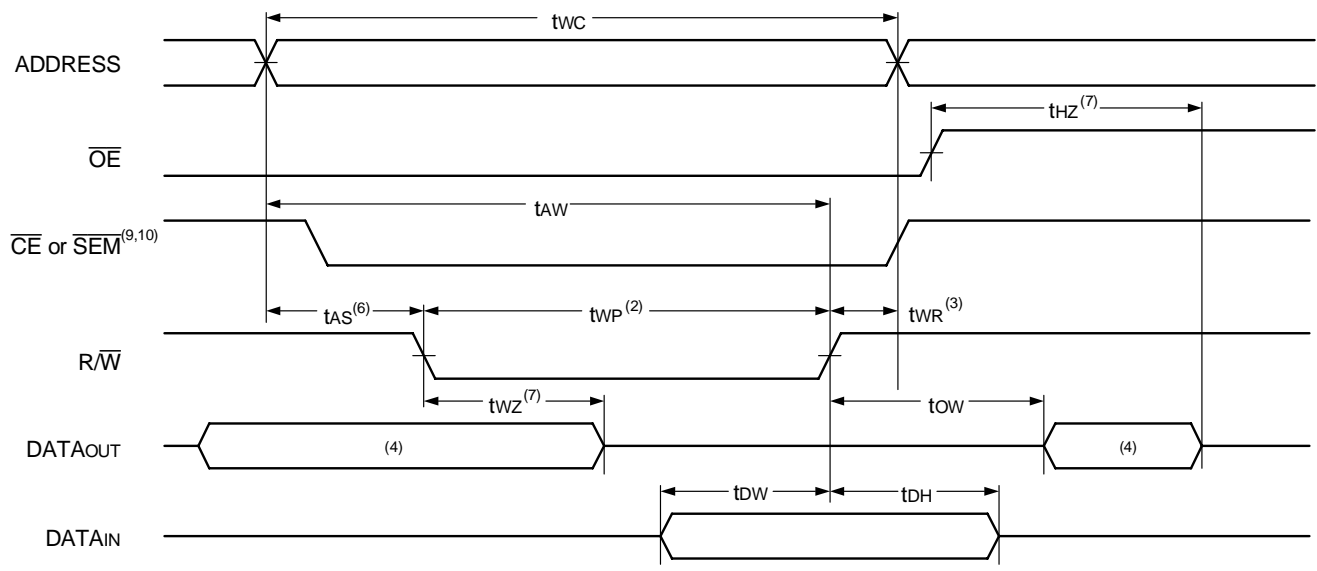 tWC
ADDRESS
tHZ(7)
OE
tAW
CE or SEM(9,10)
tAS(6) tWP(2) tWR(3)
R/W
tWZ(7) tOW
DATAOUT (4) (4)
tDW tDH
DATAIN